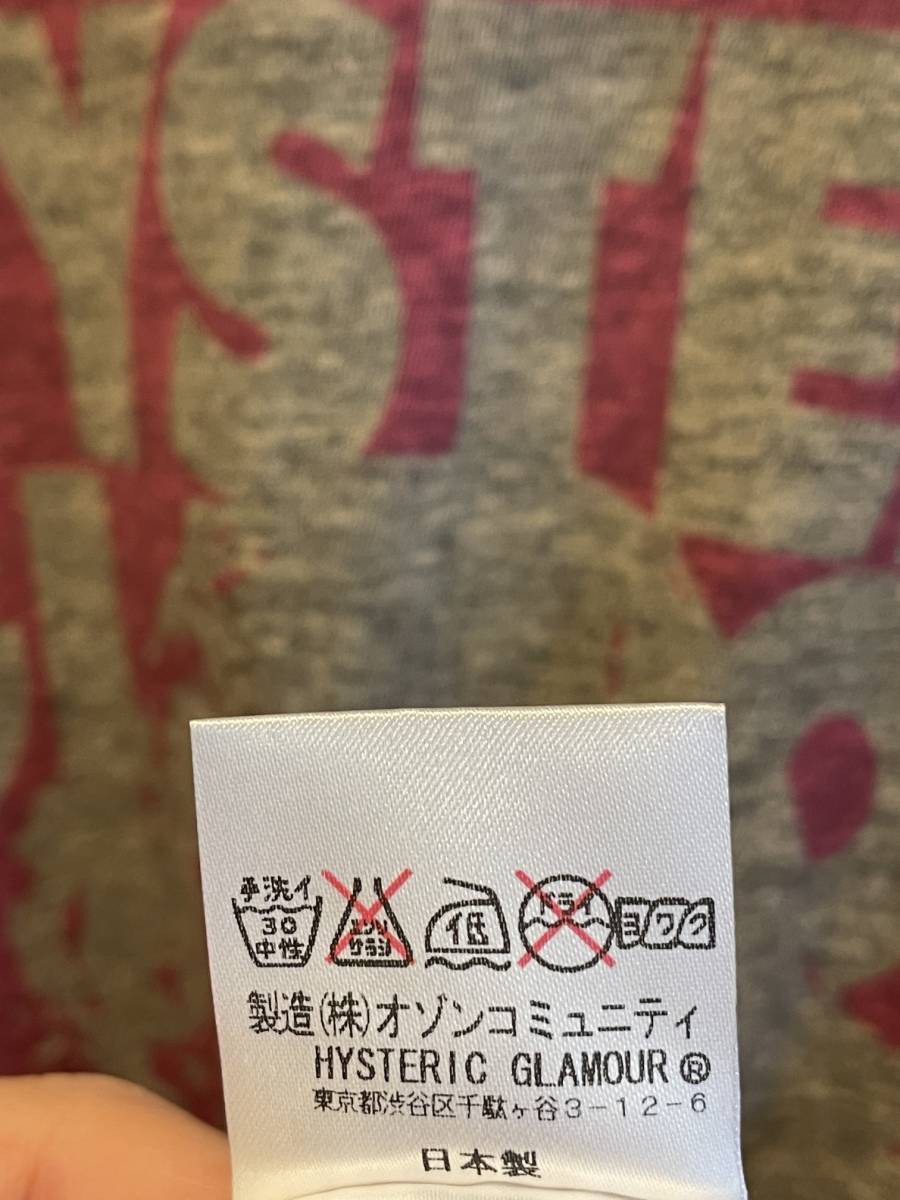 YSTE
手洗イ
30
中性
エンソ
サラシ
低
ドライ
ヨワク
製造(株)オゾンコミュニティ
HYSTERIC GLAMOUR®
東京都渋谷区千駄ヶ谷3-12-6
日本製